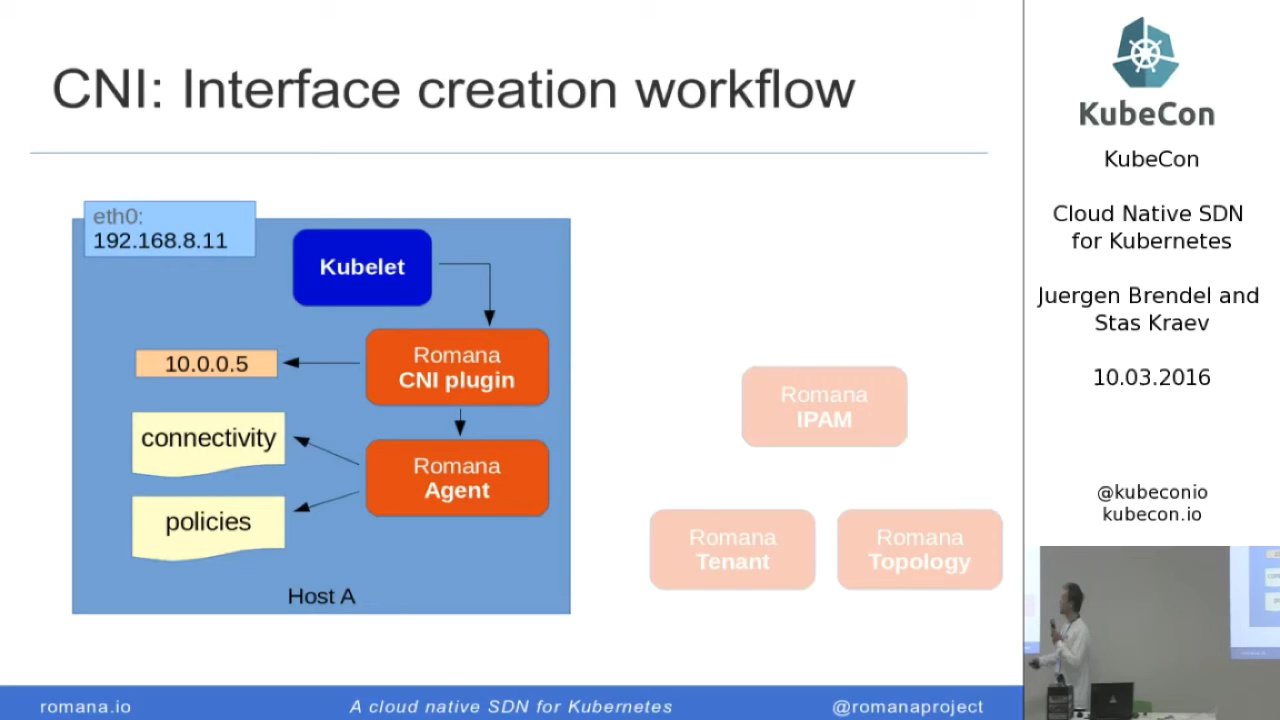 CNI: Interface creation workflow
eth0:
192.168.8.11
Kubelet
Romana
CNI plugin
10.0.0.5
connectivity
Romana
Agent
policies
Host A
Romana
IPAM
Romana
Tenant
Romana
Topology
romana.io
A cloud native SDN for Kubernetes
@romanaproject
KubeCon
KubeCon
Cloud Native SDN
for Kubernetes
Juergen Brendel and
Stas Kraev
10.03.2016
@kubeconio
kubecon.io